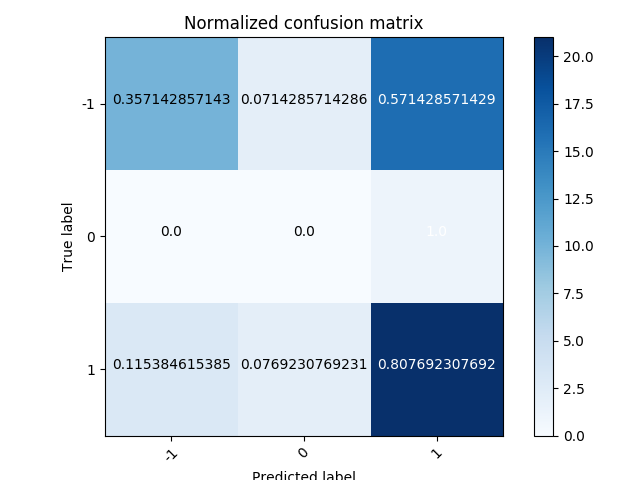 Normalized confusion matrix
True label
-1
0.357142857143 0.0714285714286 0.571428571429
0
0.0 0.0 1.0
1
0.115384615385 0.0769230769231 0.807692307692
-1 0 1
Predicted label
20.0
17.5
15.0
12.5
10.0
7.5
5.0
2.5
0.0